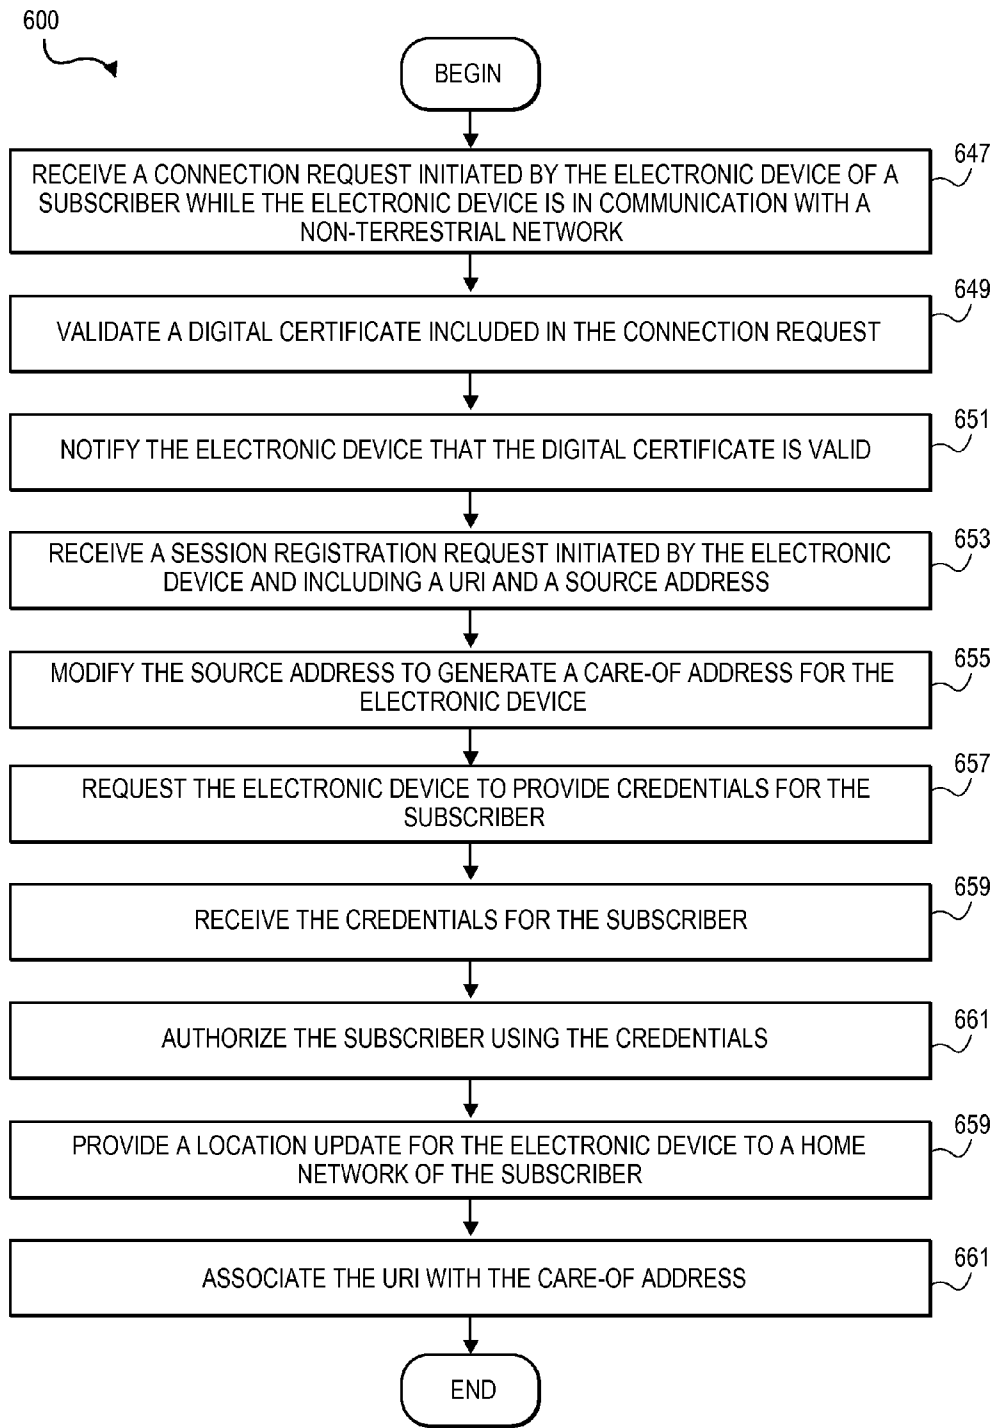 600
BEGIN
RECEIVE A CONNECTION REQUEST INITIATED BY THE ELECTRONIC DEVICE OF A
SUBSCRIBER WHILE THE ELECTRONIC DEVICE IS IN COMMUNICATION WITH A
NON-TERRESTRIAL NETWORK
647
VALIDATE A DIGITAL CERTIFICATE INCLUDED IN THE CONNECTION REQUEST
649
NOTIFY THE ELECTRONIC DEVICE THAT THE DIGITAL CERTIFICATE IS VALID
651
RECEIVE A SESSION REGISTRATION REQUEST INITIATED BY THE ELECTRONIC
DEVICE AND INCLUDING A URI AND A SOURCE ADDRESS
653
MODIFY THE SOURCE ADDRESS TO GENERATE A CARE-OF ADDRESS FOR THE
ELECTRONIC DEVICE
655
REQUEST THE ELECTRONIC DEVICE TO PROVIDE CREDENTIALS FOR THE
SUBSCRIBER
657
RECEIVE THE CREDENTIALS FOR THE SUBSCRIBER
659
AUTHORIZE THE SUBSCRIBER USING THE CREDENTIALS
661
PROVIDE A LOCATION UPDATE FOR THE ELECTRONIC DEVICE TO A HOME
NETWORK OF THE SUBSCRIBER
659
ASSOCIATE THE URI WITH THE CARE-OF ADDRESS
661
END